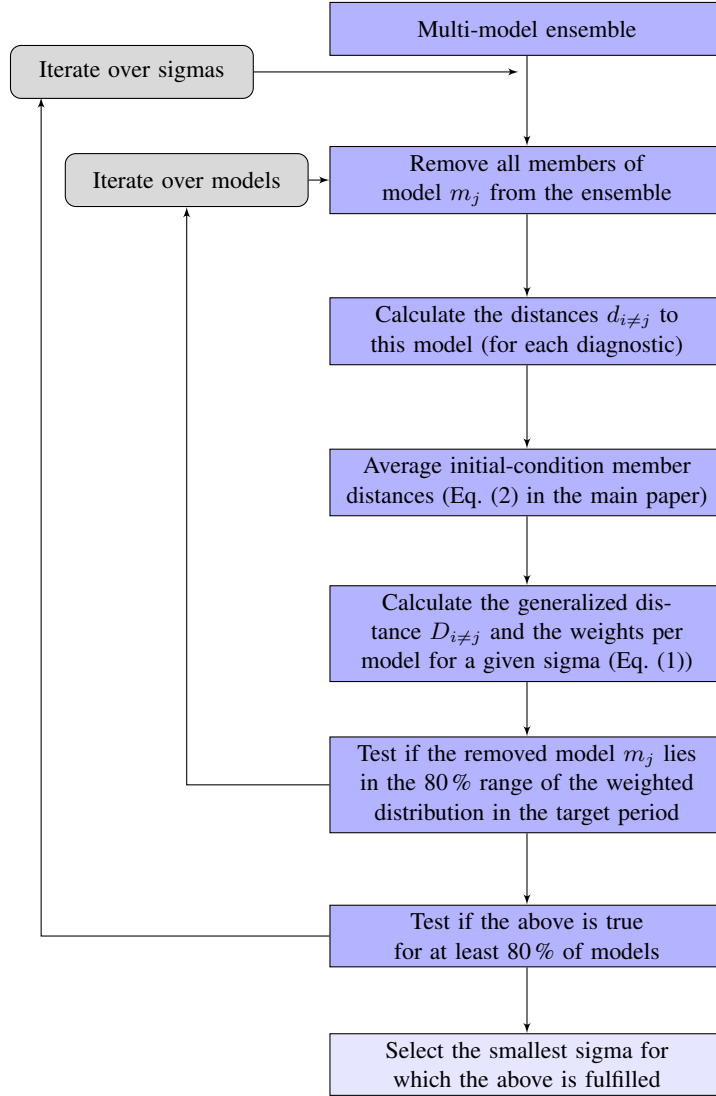 Multi-model ensemble
Iterate over sigmas
Remove all members of
model $m_j$ from the ensemble
Iterate over models
Calculate the distances $d_{i \neq j}$ to
this model (for each diagnostic)
Average initial-condition member
distances (Eq. (2) in the main paper)
Calculate the generalized dis-
tance $D_{i \neq j}$ and the weights per
model for a given sigma (Eq. (1))
Test if the removed model $m_j$ lies
in the 80 % range of the weighted
distribution in the target period
Test if the above is true
for at least 80 % of models
Select the smallest sigma for
which the above is fulfilled